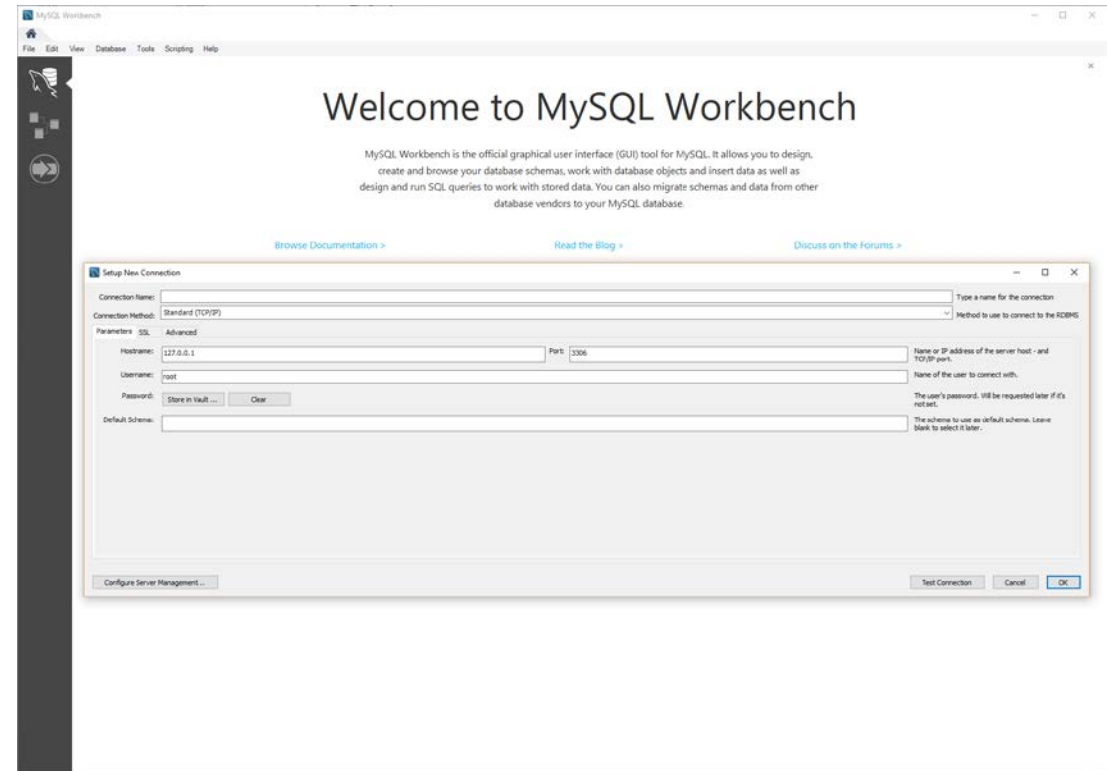 MySQL Workbench
File Edit View Database Tools Scripting Help
Welcome to MySQL Workbench
MySQL Workbench is the official graphical user interface (GUI) tool for MySQL. It allows you to design,
create and browse your database schemas, work with database objects and insert data as well as
design and run SQL queries to work with stored data. You can also migrate schemas and data from other
database vendors to your MySQL database.
Browse Documentation > Read the Blog > Discuss on the Forums >
Setup New Connection
Connection Name: Type a name for the connection
Connection Method: Standard (TCP/IP) Method to use to connect to the RDBMS
Parameters SSL Advanced
Hostname: 127.0.0.1 Port: 3306 Name or IP address of the server host - and
TCP/IP port.
Username: root Name of the user to connect with.
Password: Store in Vault ... Clear The user's password. Will be requested later if it's
not set.
Default Schema: The schema to use as default schema. Leave
blank to select it later.
Configure Server Management... Test Connection Cancel OK